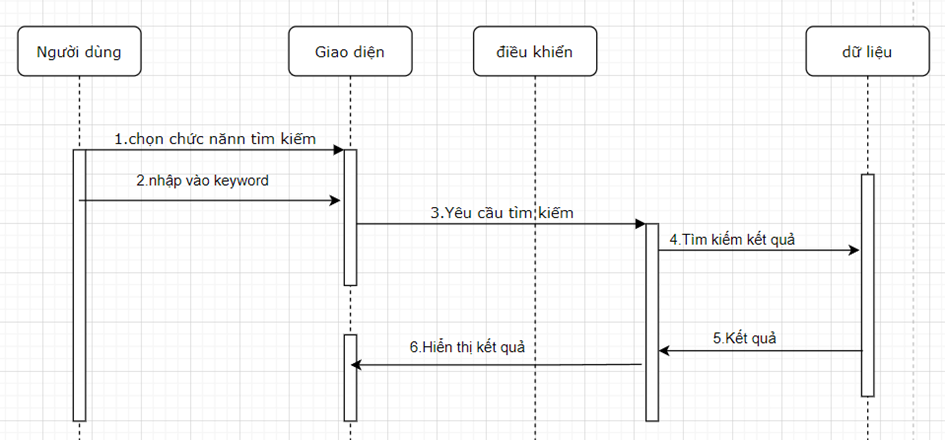 Người dùng
Giao diện
điều khiển
dữ liệu
1.chọn chức nănn tìm kiếm
2.nhập vào keyword
3.Yêu cầu tìm kiếm
4.Tìm kiếm kết quả
5.Kết quả
6.Hiển thị kết quả